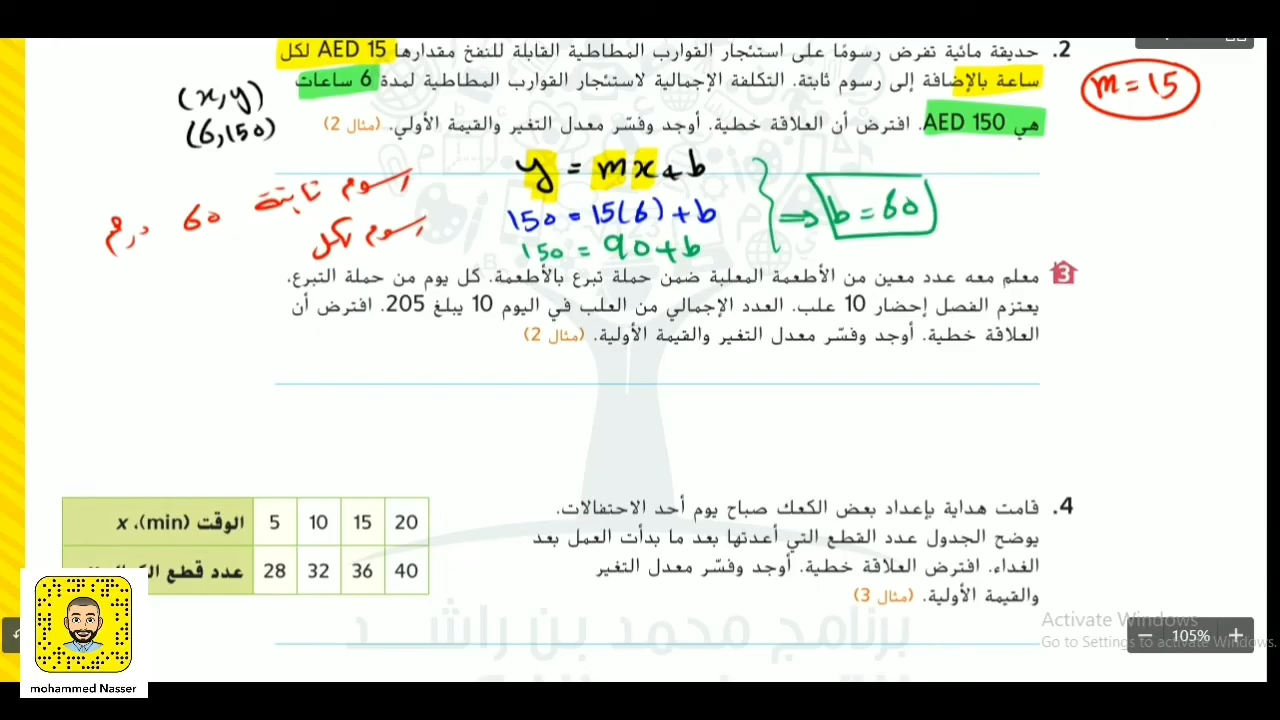 2. حديقة مائية تفرض رسومًا على استئجار القوارب المطاطية القابلة للنفخ مقدارها AED 15 لكل
ساعة بالإضافة إلى رسوم ثابتة. التكلفة الإجمالية لاستئجار القوارب المطاطية لمدة 6 ساعات
هي AED 150. افترض أن العلاقة خطية. أوجد وفسّر معدل التغير والقيمة الأولي. (مثال 2)
m = 15
(x,y)
(6,150)
y = mx + b
150 = 15(6) + b
150 = 90 + b
⇒ b = 60
رسوم ثابتة 60 درهم
رسوم لكل
3 معلم معه عدد معين من الأطعمة المعلبة ضمن حملة تبرع بالأطعمة. كل يوم من حملة التبرع.
يعتزم الفصل إحضار 10 علب. العدد الإجمالي من العلب في اليوم 10 يبلغ 205. افترض أن
العلاقة خطية. أوجد وفسّر معدل التغير والقيمة الأولية. (مثال 2)
4. قامت هداية بإعداد بعض الكعك صباح يوم أحد الاحتفالات.
يوضح الجدول عدد القطع التي أعدتها بعد ما بدأت العمل بعد
الغداء. افترض العلاقة خطية. أوجد وفسّر معدل التغير
والقيمة الأولية. (مثال 3)
الوقت (min)، x 5 10 15 20
عدد قطع 28 32 36 40
برنامج محمد بن راشد
Activate Windows
Go to Settings to activate Windows.
105%
mohammed Nasser